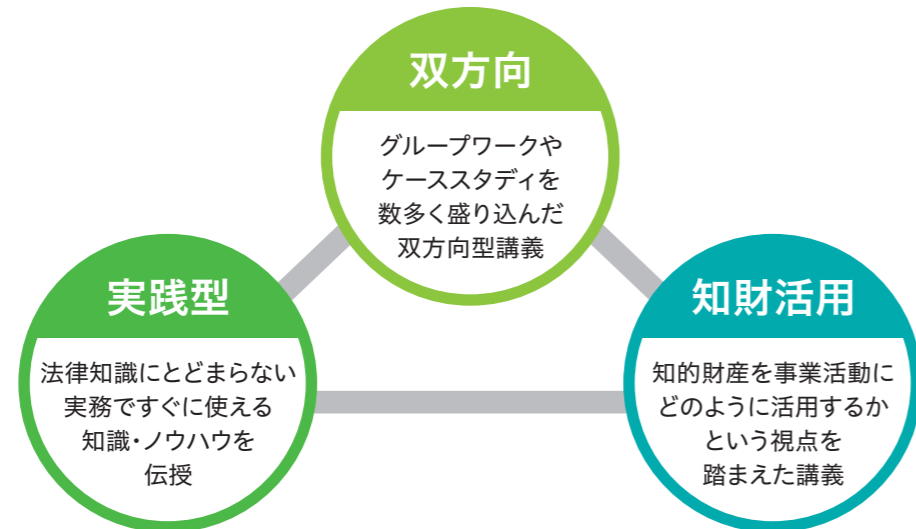 双方向
グループワークや
ケーススタディを
数多く盛り込んだ
双方向型講義
実践型
法律知識にとどまらない
実務ですぐに使える
知識・ノウハウを
伝授
知財活用
知的財産を事業活動に
どのように活用するか
という視点を
踏まえた講義